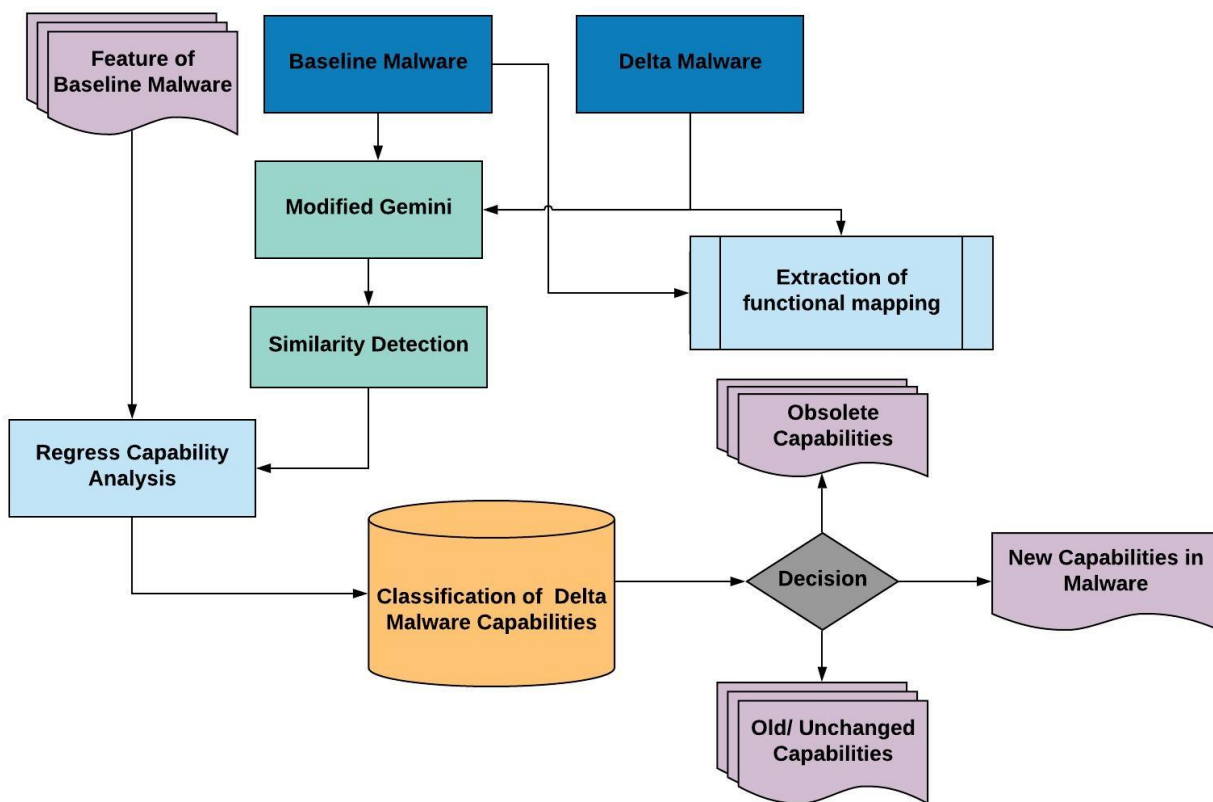 Feature of
Baseline Malware
Baseline Malware
Delta Malware
Modified Gemini
Extraction of
functional mapping
Similarity Detection
Obsolete
Capabilities
Regress Capability
Analysis
Classification of  Delta
Malware Capabilities
Decision
New Capabilities in
Malware
Old/ Unchanged
Capabilities